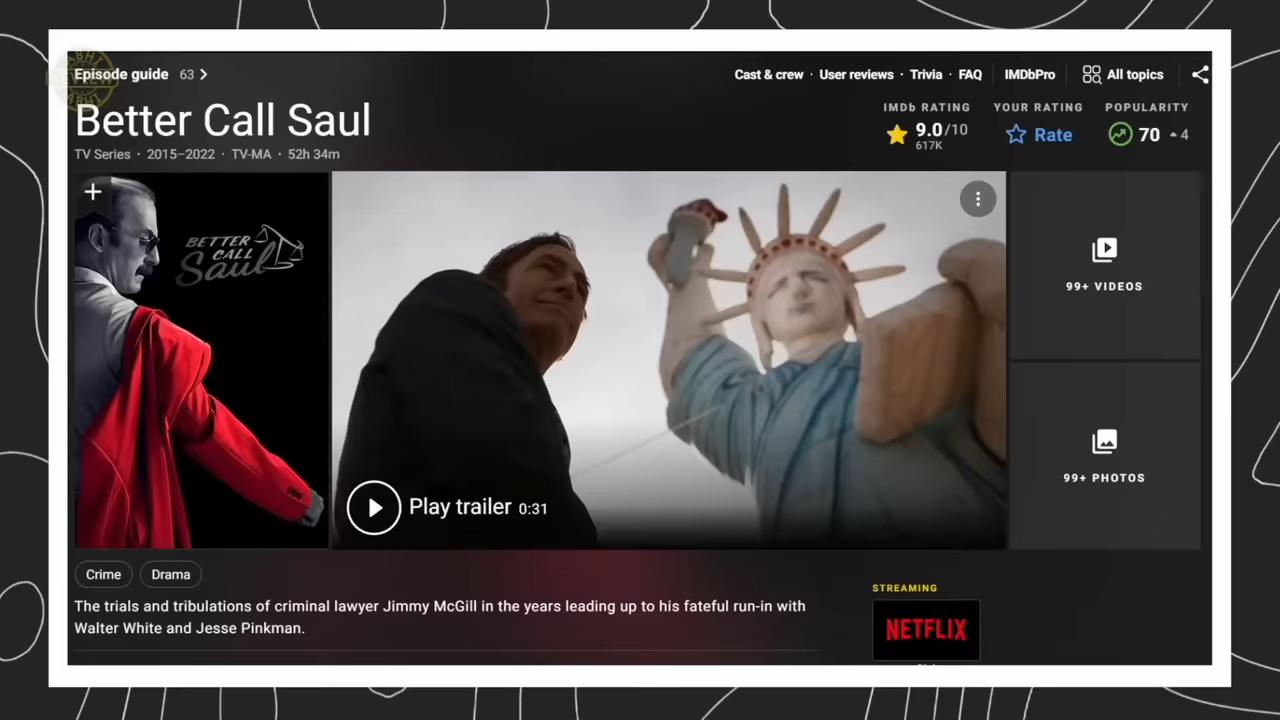 Episode guide 63
Cast & crew · User reviews · Trivia · FAQ IMDbPro All topics
Better Call Saul
TV Series · 2015–2022 · TV-MA · 52h 34m
IMDb RATING
9.0/10
617K
YOUR RATING
Rate
POPULARITY
70 4
BETTER
CALL
Saul
Play trailer 0:31
99+ VIDEOS
99+ PHOTOS
Crime Drama
The trials and tribulations of criminal lawyer Jimmy McGill in the years leading up to his fateful run-in with
Walter White and Jesse Pinkman.
STREAMING
NETFLIX